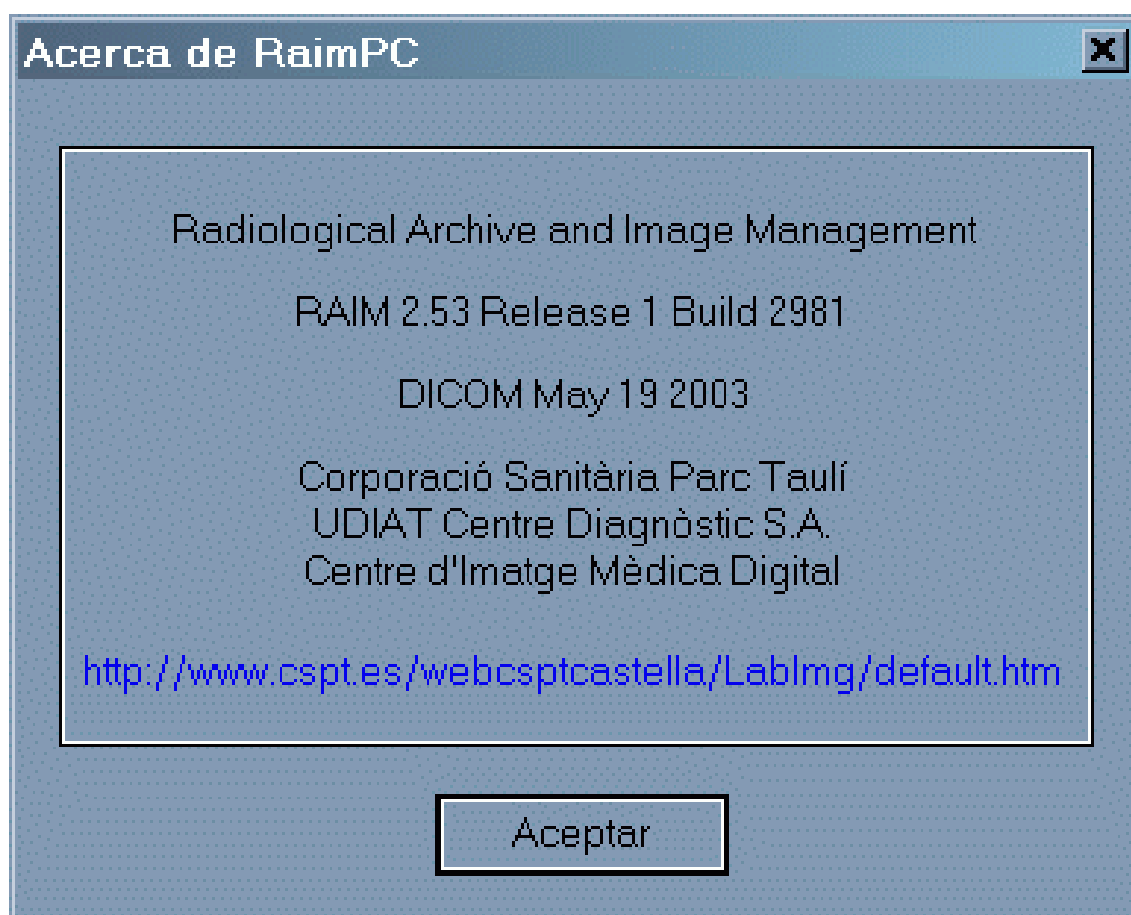 Acerca de RaimPC
Radiological Archive and Image Management
RAIM 2.53 Release 1 Build 2981
DICOM May 19 2003
Corporació Sanitària Parc Taulí
UDIAT Centre Diagnòstic S.A.
Centre d'Imatge Mèdica Digital
http://www.cspt.es/webcsptcastella/LabImg/default.htm
Aceptar